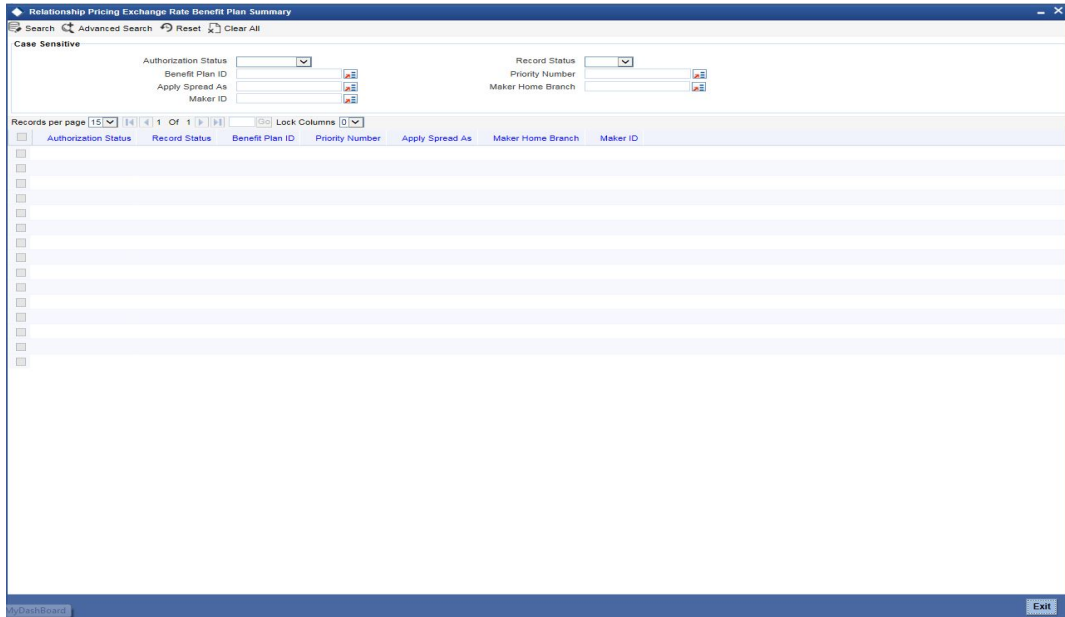 Relationship Pricing Exchange Rate Benefit Plan Summary
Search Advanced Search Reset Clear All
Case Sensitive
Authorization Status Record Status
Benefit Plan ID Priority Number
Apply Spread As Maker Home Branch
Maker ID
Records per page 15 1 Of 1 Go Lock Columns 0
Authorization Status Record Status Benefit Plan ID Priority Number Apply Spread As Maker Home Branch Maker ID
MyDashBoard Exit